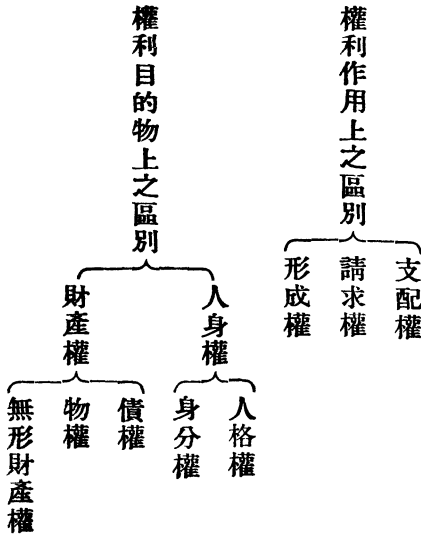 權利作用上之區別
支配權
請求權
形成權
權利目的物上之區別
人身權
人格權
身分權
財產權
債權
物權
無形財產權